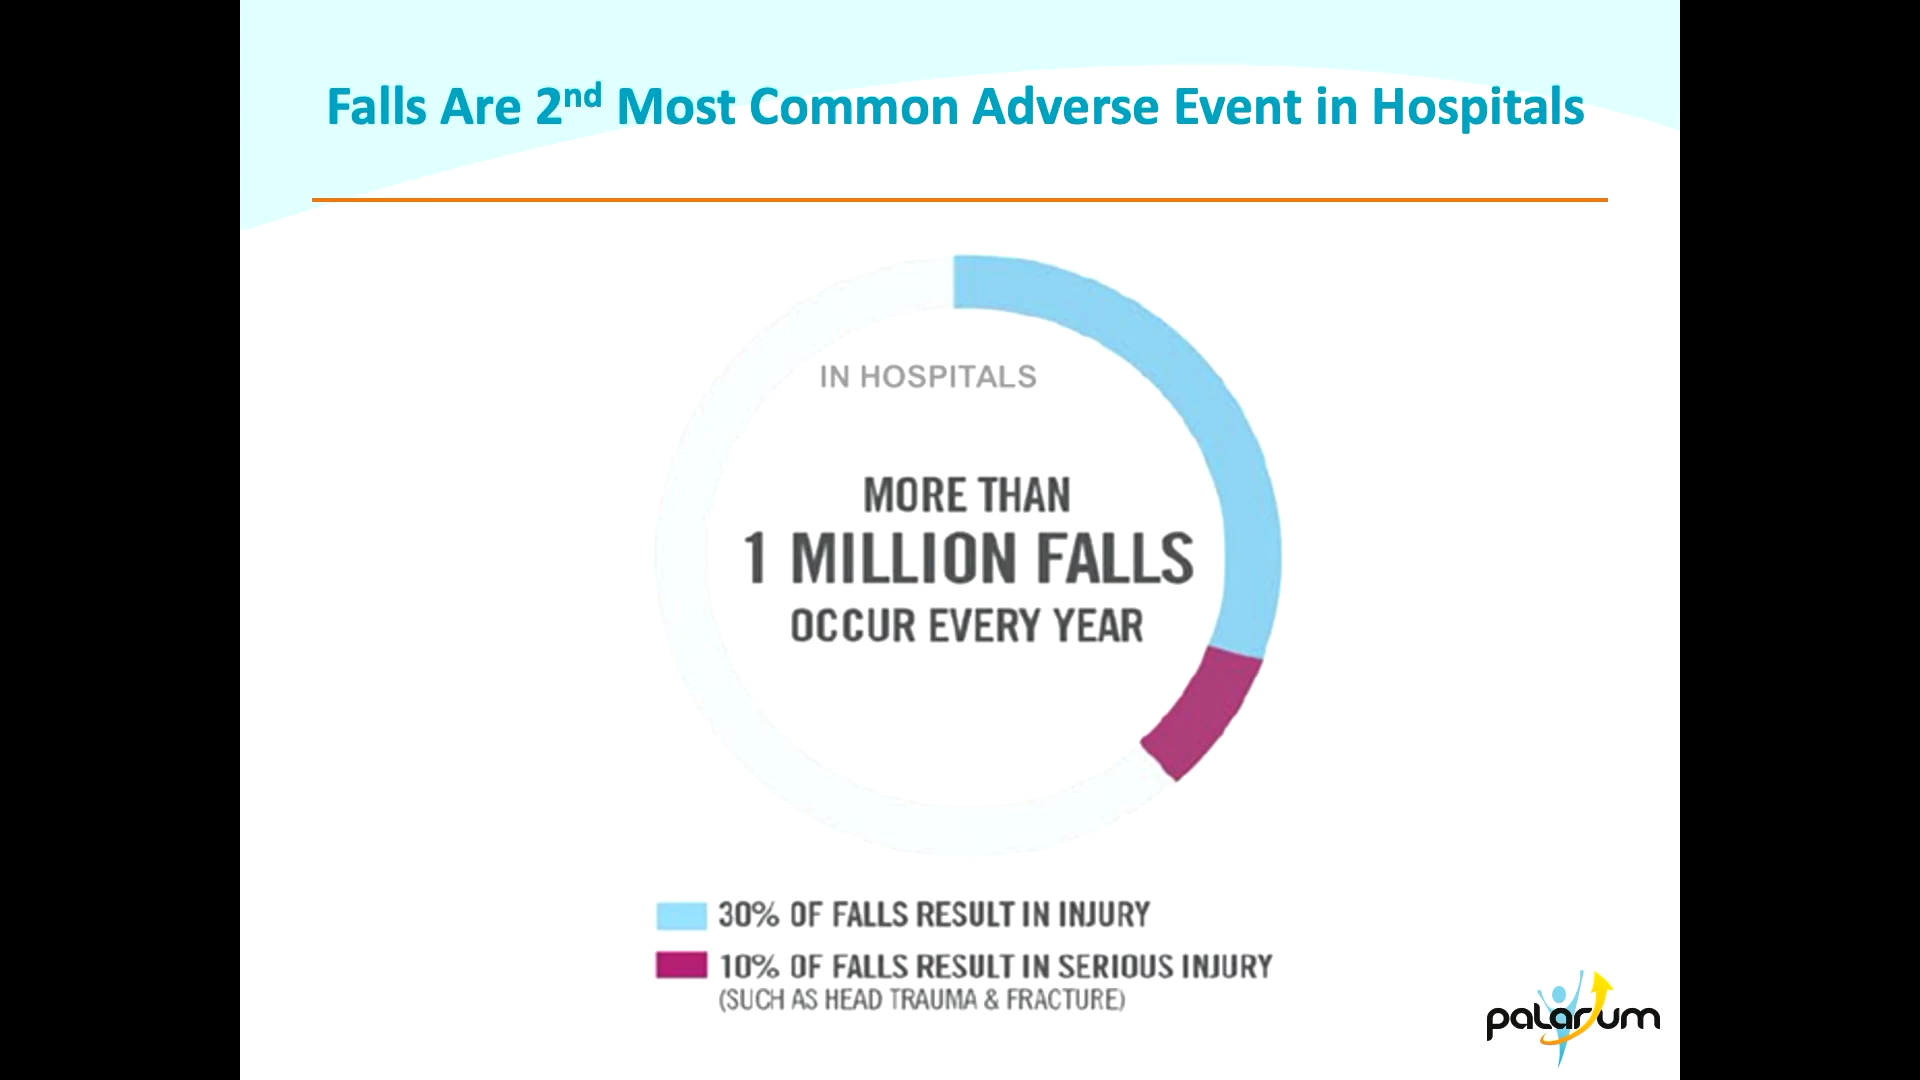 Falls Are 2nd Most Common Adverse Event in Hospitals
IN HOSPITALS
MORE THAN
1 MILLION FALLS
OCCUR EVERY YEAR
30% OF FALLS RESULT IN INJURY
10% OF FALLS RESULT IN SERIOUS INJURY
(SUCH AS HEAD TRAUMA & FRACTURE)
palarum